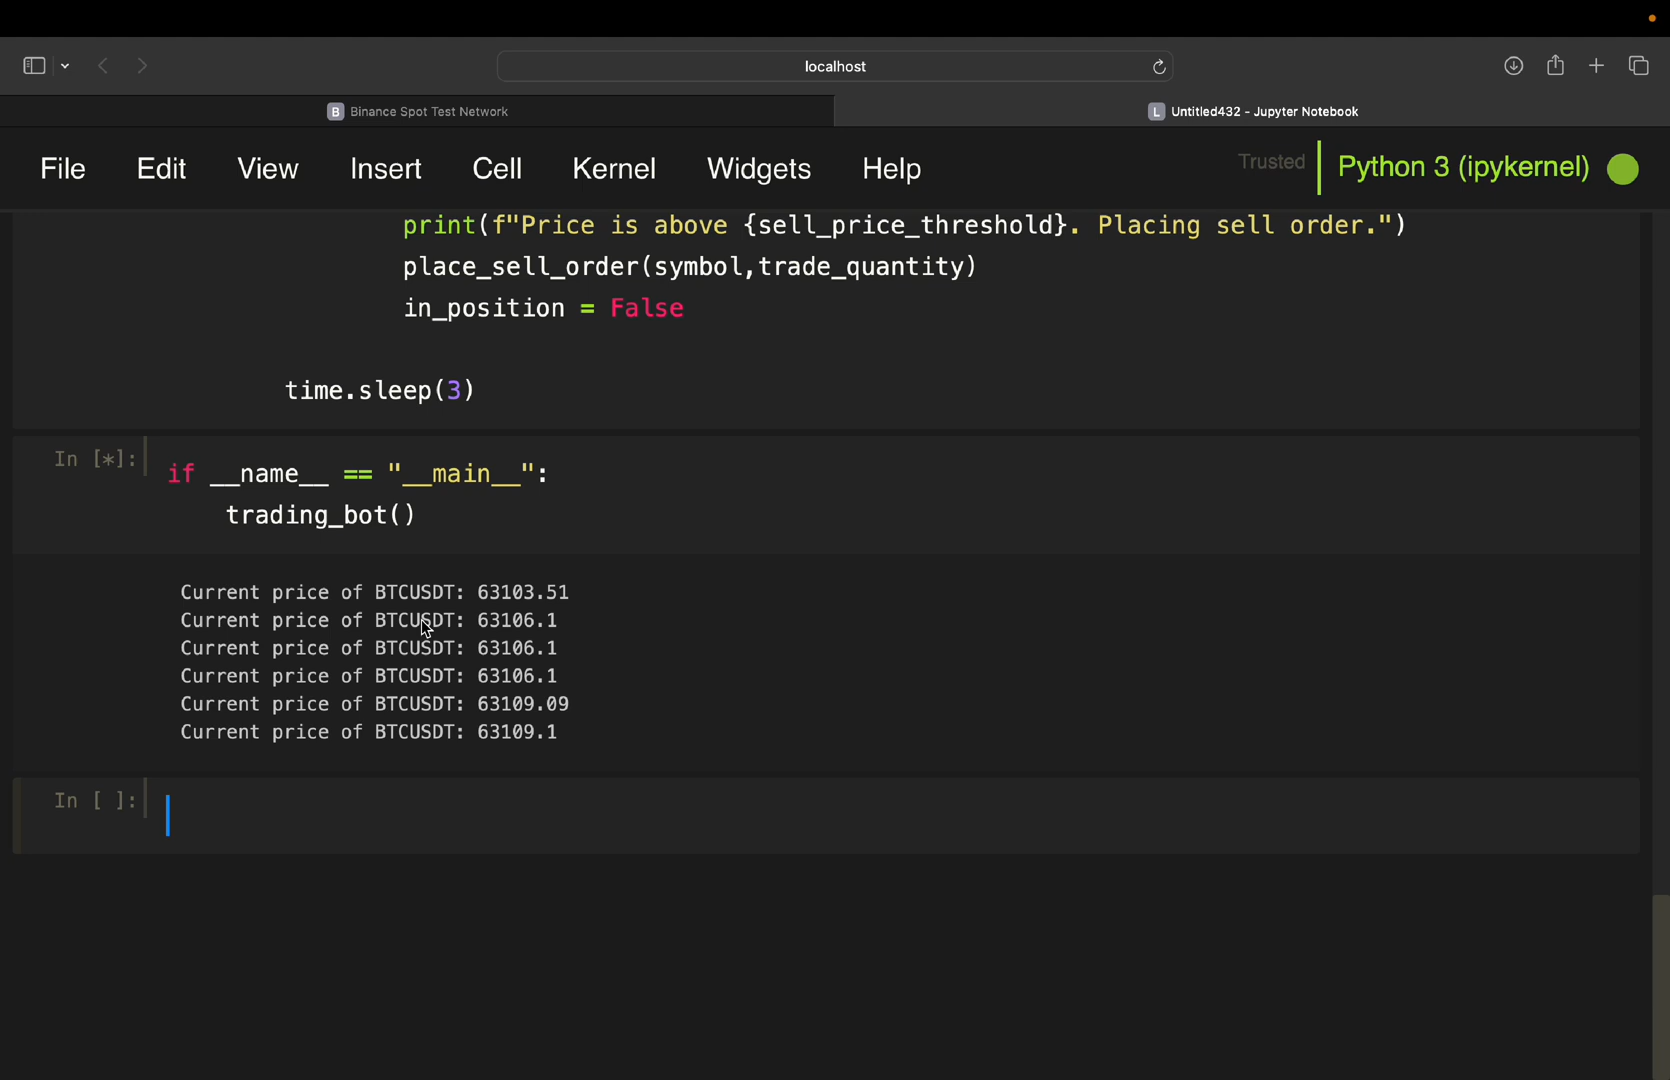 localhost
B Binance Spot Test Network
L Untitled432 - Jupyter Notebook
File Edit View Insert Cell Kernel Widgets Help Trusted Python 3 (ipykernel)
print(f"Price is above {sell_price_threshold}. Placing sell order.")
place_sell_order(symbol,trade_quantity)
in_position = False
time.sleep(3)
In [*]: if __name__ == "__main__":
trading_bot()
Current price of BTCUSDT: 63103.51
Current price of BTCUSDT: 63106.1
Current price of BTCUSDT: 63106.1
Current price of BTCUSDT: 63106.1
Current price of BTCUSDT: 63109.09
Current price of BTCUSDT: 63109.1
In [ ]: